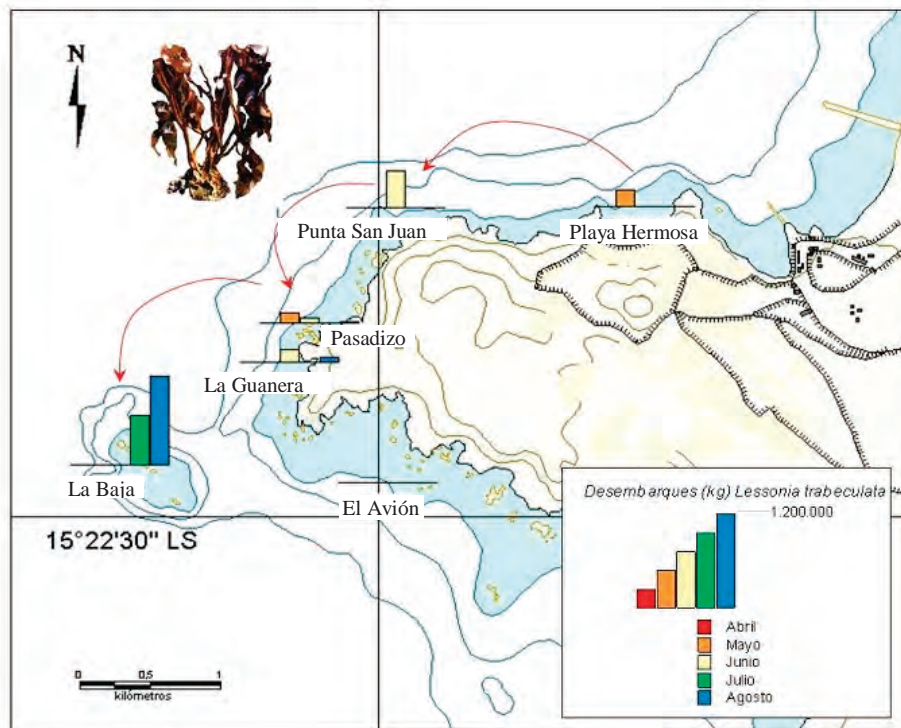 N
Punta San Juan
Playa Hermosa
Pasadizo
La Guanera
La Baja
El Avión
15°22'30" LS
Desembarques (kg) Lessonia trabeculata
1.200.000
Abril
Mayo
Junio
Julio
Agosto
0 0,5 1
kilómetros